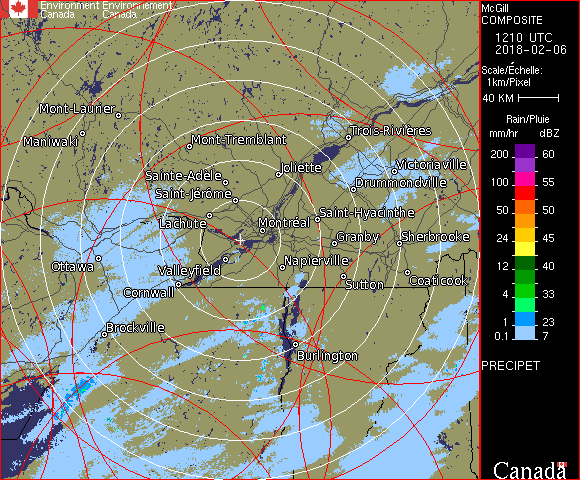 Environment Environnement
Canada Canada
McGill
COMPOSITE
1210 UTC
2018-02-06
Scale/Échelle:
1km/Pixel
40 KM
Rain/Pluie
mm/hr dBZ
200 60
150 55
100 55
50 50
24 45
12 40
4 33
1 23
0.1 7
PRECIPET
Canada
Mont-Laurier
Maniwaki
Mont-Tremblant
Trois-Rivières
Sainte-Adèle
Joliette
Victoriaville
Saint-Jérôme
Drummondville
Lachute
Montréal
Saint-Hyacinthe
Granby
Sherbrooke
Ottawa
Valleyfield
Napierville
Cornwall
Sutton
Coaticook
Brockville
Burlington